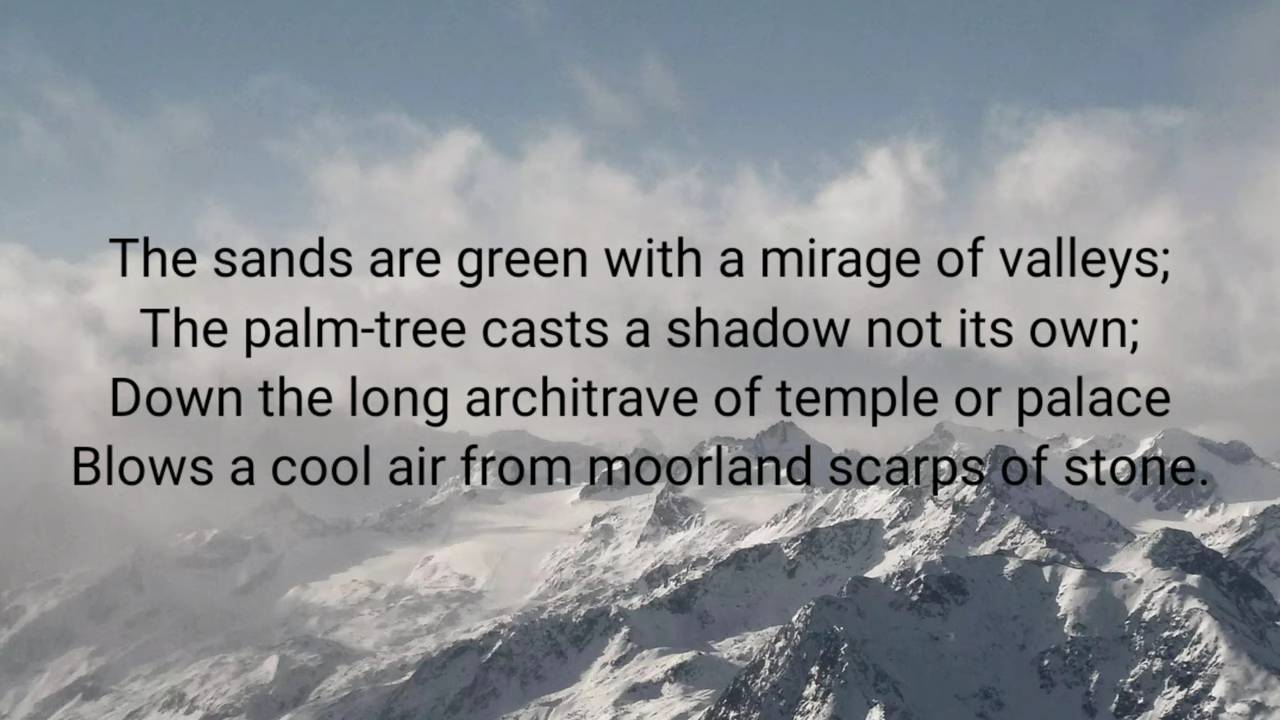 The sands are green with a mirage of valleys;
The palm-tree casts a shadow not its own;
Down the long architrave of temple or palace
Blows a cool air from moorland scarps of stone.